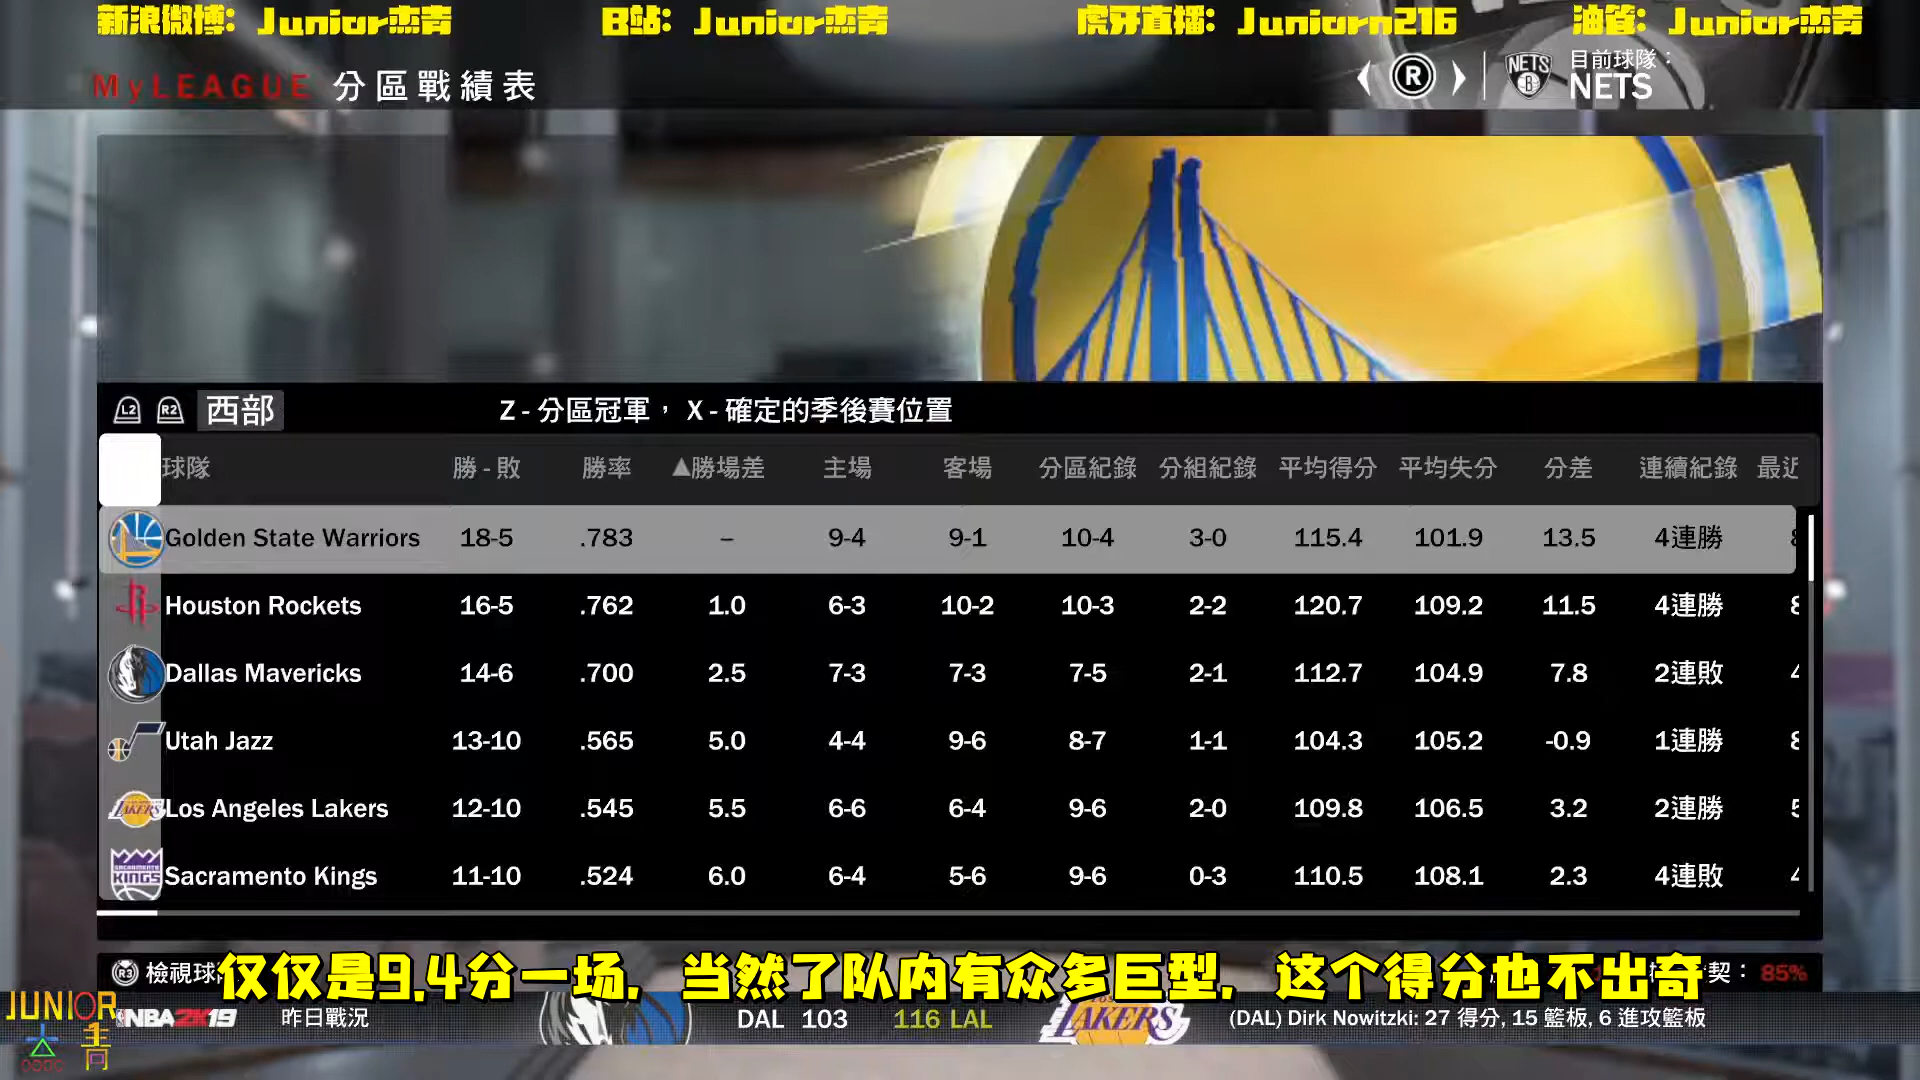 新浪微博：Junior杰青 B站：Junior杰青 虎牙直播：Juniorn216 油管：Junior杰青
MyLEAGUE 分區戰績表
R
目前球隊：
NETS
L2 R2 西部 Z - 分區冠軍， X - 確定的季後賽位置
球隊 勝 - 敗 勝率 ▲勝場差 主場 客場 分區紀錄 分組紀錄 平均得分 平均失分 分差 連續紀錄 最近
Golden State Warriors 18-5 .783 – 9-4 9-1 10-4 3-0 115.4 101.9 13.5 4連勝
Houston Rockets 16-5 .762 1.0 6-3 10-2 10-3 2-2 120.7 109.2 11.5 4連勝
Dallas Mavericks 14-6 .700 2.5 7-3 7-3 7-5 2-1 112.7 104.9 7.8 2連敗
Utah Jazz 13-10 .565 5.0 4-4 9-6 8-7 1-1 104.3 105.2 -0.9 1連勝
Los Angeles Lakers 12-10 .545 5.5 6-6 6-4 9-6 2-0 109.8 106.5 3.2 2連勝
Sacramento Kings 11-10 .524 6.0 6-4 5-6 9-6 0-3 110.5 108.1 2.3 4連敗
R3 檢視球 契： 85%
仅仅是9.4分一场，当然了队内有众多巨型，这个得分也不出奇
JUNIOR 杰青
NBA 2K19 昨日戰況 DAL 103 116 LAL LAKERS (DAL) Dirk Nowitzki: 27 得分, 15 籃板, 6 進攻籃板